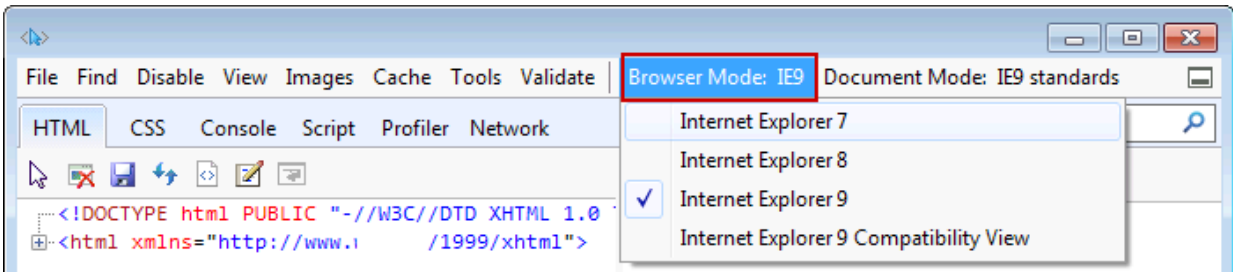 File Find Disable View Images Cache Tools Validate Browser Mode: IE9 Document Mode: IE9 standards
HTML CSS Console Script Profiler Network
Internet Explorer 7
Internet Explorer 8
Internet Explorer 9
Internet Explorer 9 Compatibility View
<!DOCTYPE html PUBLIC "-//W3C//DTD XHTML 1.0
<html xmlns="http://www. /1999/xhtml">